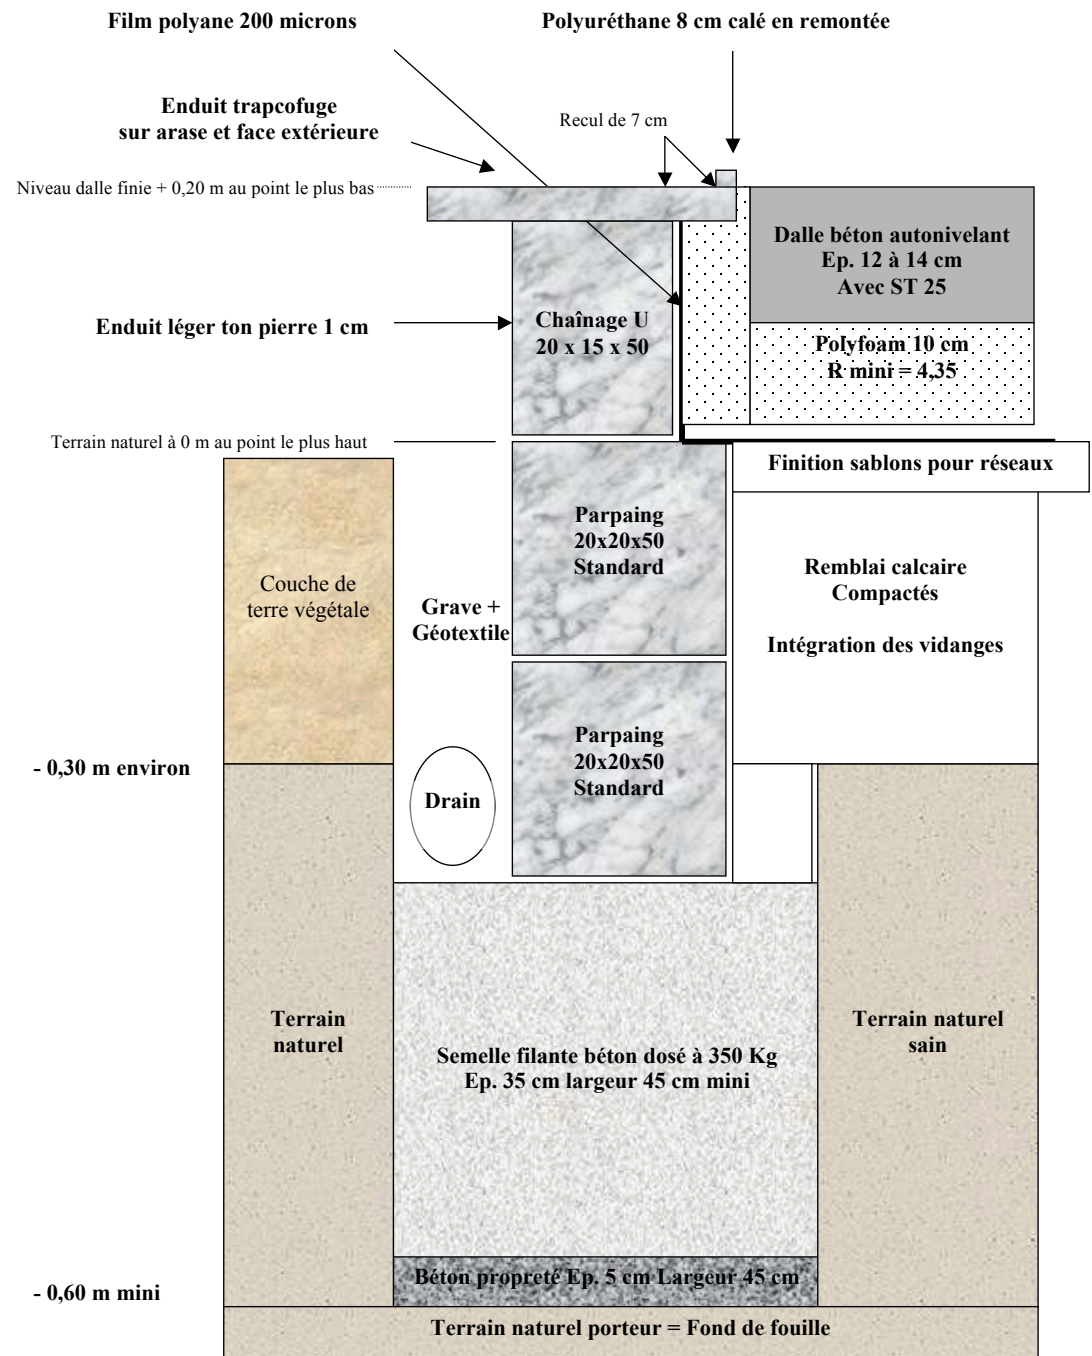 Film polyane 200 microns
Polyuréthane 8 cm calé en remontée
Enduit trapcofuge
sur arase et face extérieure
Recul de 7 cm
Niveau dalle finie + 0,20 m au point le plus bas
Dalle béton autonivelant
Ep. 12 à 14 cm
Avec ST 25
Enduit léger ton pierre 1 cm
Chaînage U
20 x 15 x 50
Polyfoam 10 cm
R mini = 4,35
Terrain naturel à 0 m au point le plus haut
Finition sablons pour réseaux
Parpaing
20x20x50
Standard
Remblai calcaire
Compactés
Intégration des vidanges
Couche de
terre végétale
Grave +
Géotextile
Parpaing
20x20x50
Standard
- 0,30 m environ
Drain
Terrain
naturel
Terrain naturel
sain
Semelle filante béton dosé à 350 Kg
Ep. 35 cm largeur 45 cm mini
Béton propreté Ep. 5 cm Largeur 45 cm
- 0,60 m mini
Terrain naturel porteur = Fond de fouille